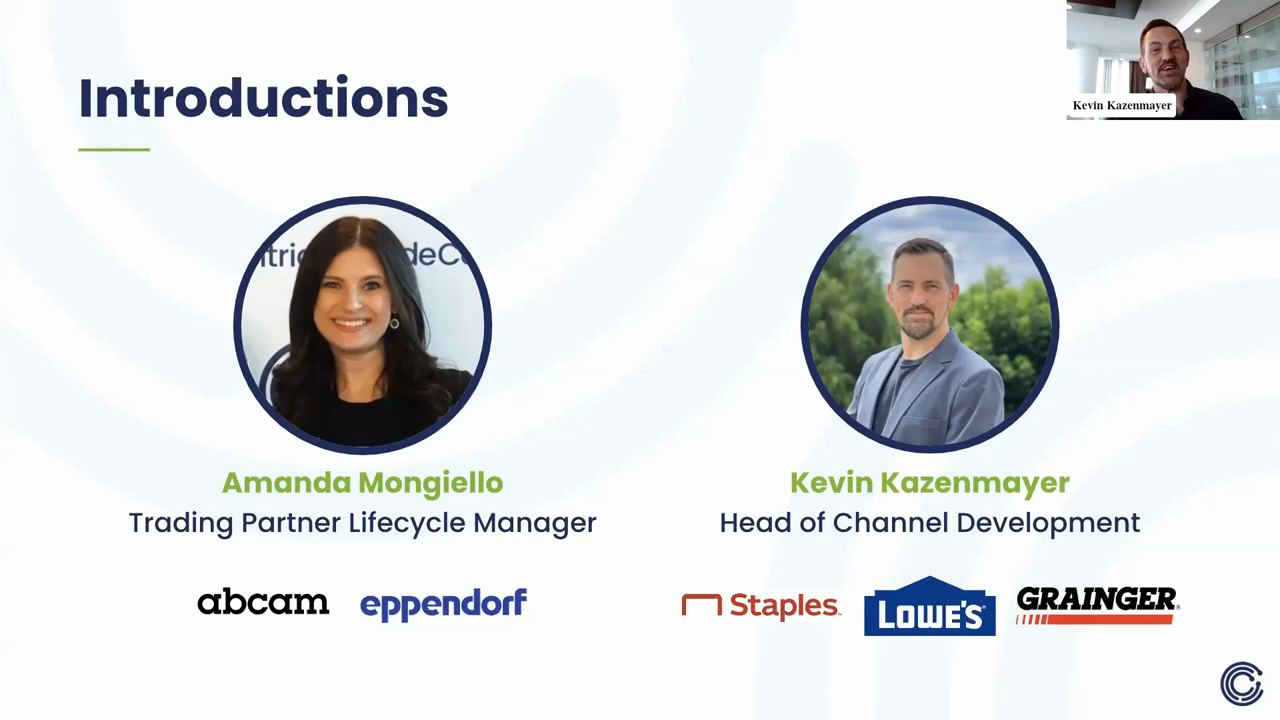 Introductions
Kevin Kazenmayer
Amanda Mongiello
Trading Partner Lifecycle Manager
abcam eppendorf
Kevin Kazenmayer
Head of Channel Development
Staples
LOWE'S
GRAINGER